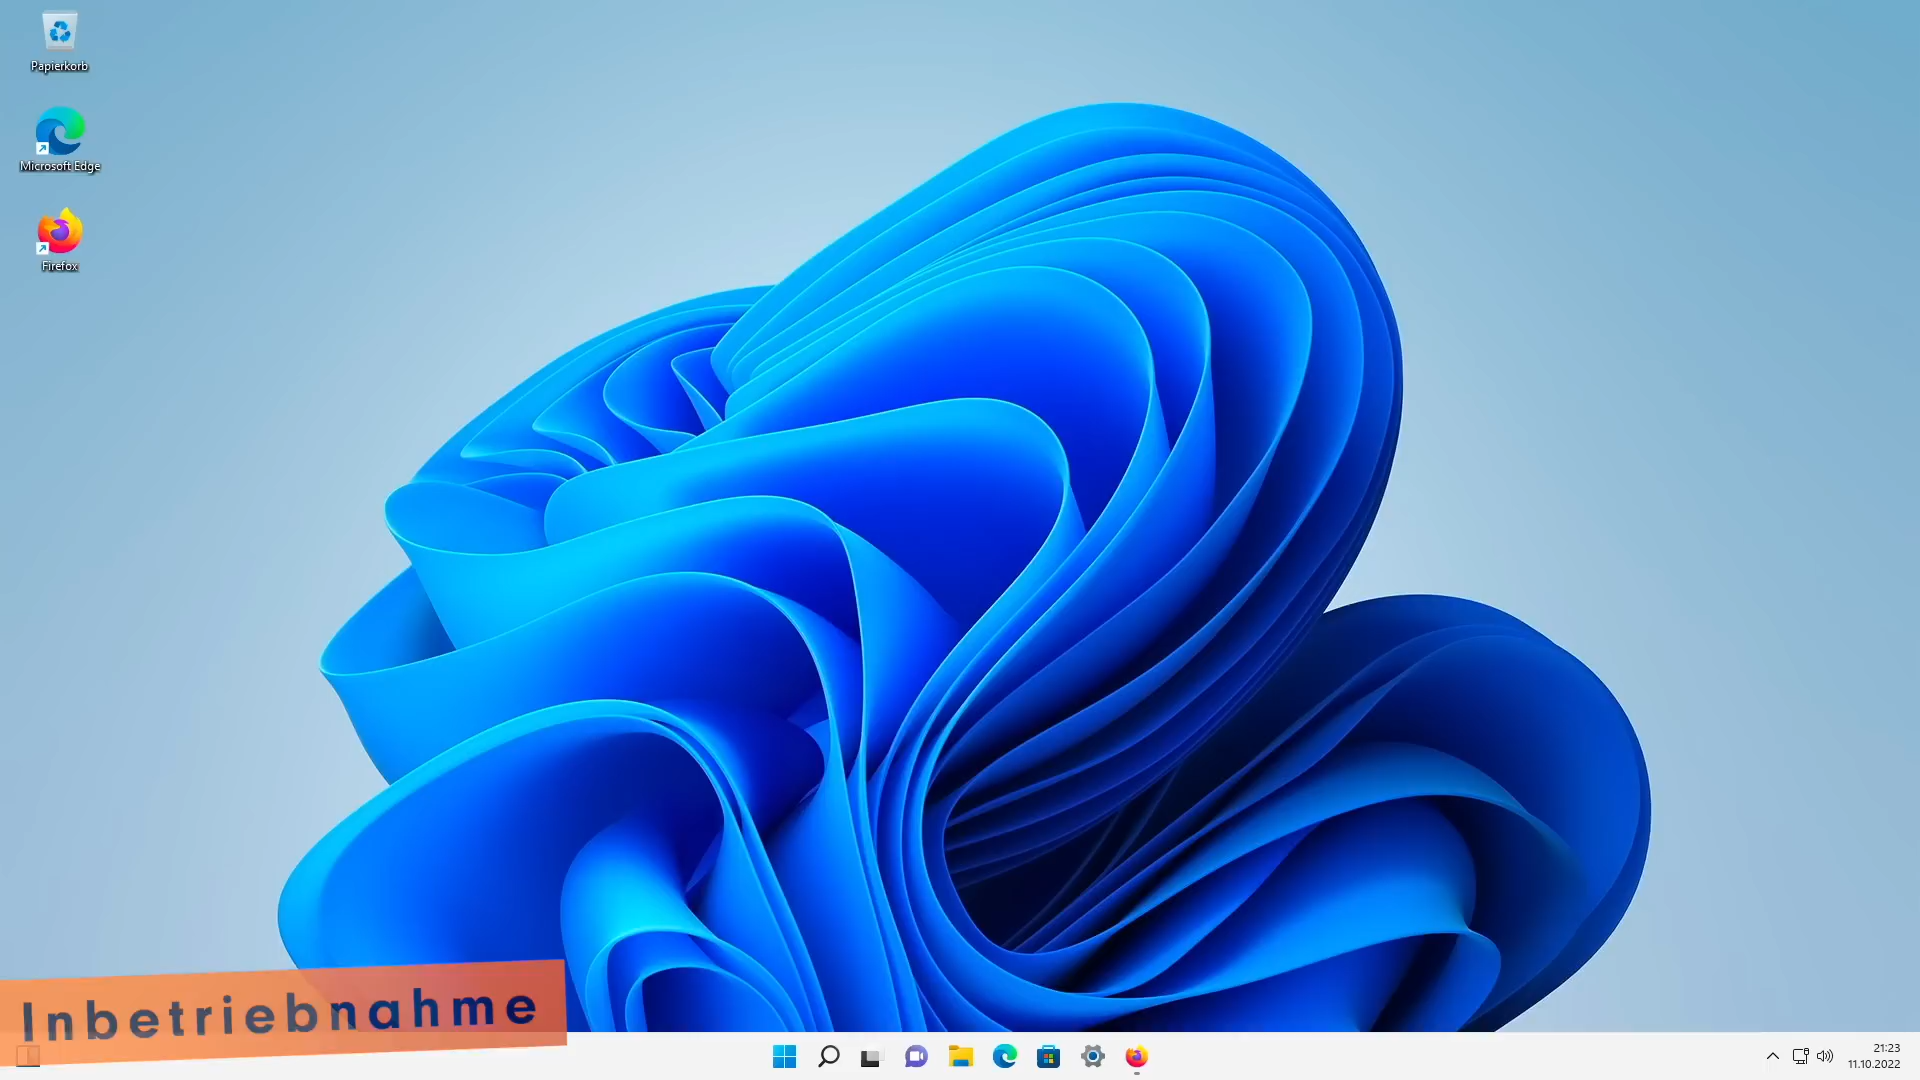 Papierkorb
Microsoft Edge
Firefox
Inbetriebnahme
21:23
11.10.2022